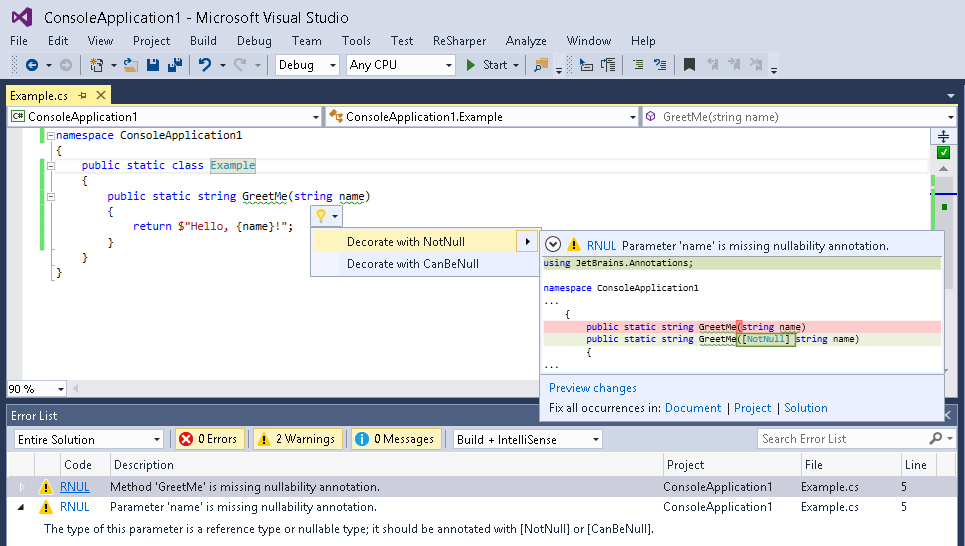 ConsoleApplication1 - Microsoft Visual Studio
File Edit View Project Build Debug Team Tools Test ReSharper Analyze Window Help
Debug Any CPU Start
Example.cs
C# ConsoleApplication1 ConsoleApplication1.Example GreetMe(string name)
namespace ConsoleApplication1
{
public static class Example
{
public static string GreetMe(string name)
{
return $"Hello, {name}!";
}
}
}
Decorate with NotNull
Decorate with CanBeNull
RNUL Parameter 'name' is missing nullability annotation.
using JetBrains.Annotations;
namespace ConsoleApplication1
...
{
public static string GreetMe(string name)
public static string GreetMe([NotNull] string name)
{
...
Preview changes
Fix all occurrences in: Document | Project | Solution
90 %
Error List
Entire Solution 0 Errors 2 Warnings 0 Messages Build + IntelliSense Search Error List
Code Description Project File Line
RNUL Method 'GreetMe' is missing nullability annotation. ConsoleApplication1 Example.cs 5
RNUL Parameter 'name' is missing nullability annotation. ConsoleApplication1 Example.cs 5
The type of this parameter is a reference type or nullable type; it should be annotated with [NotNull] or [CanBeNull].